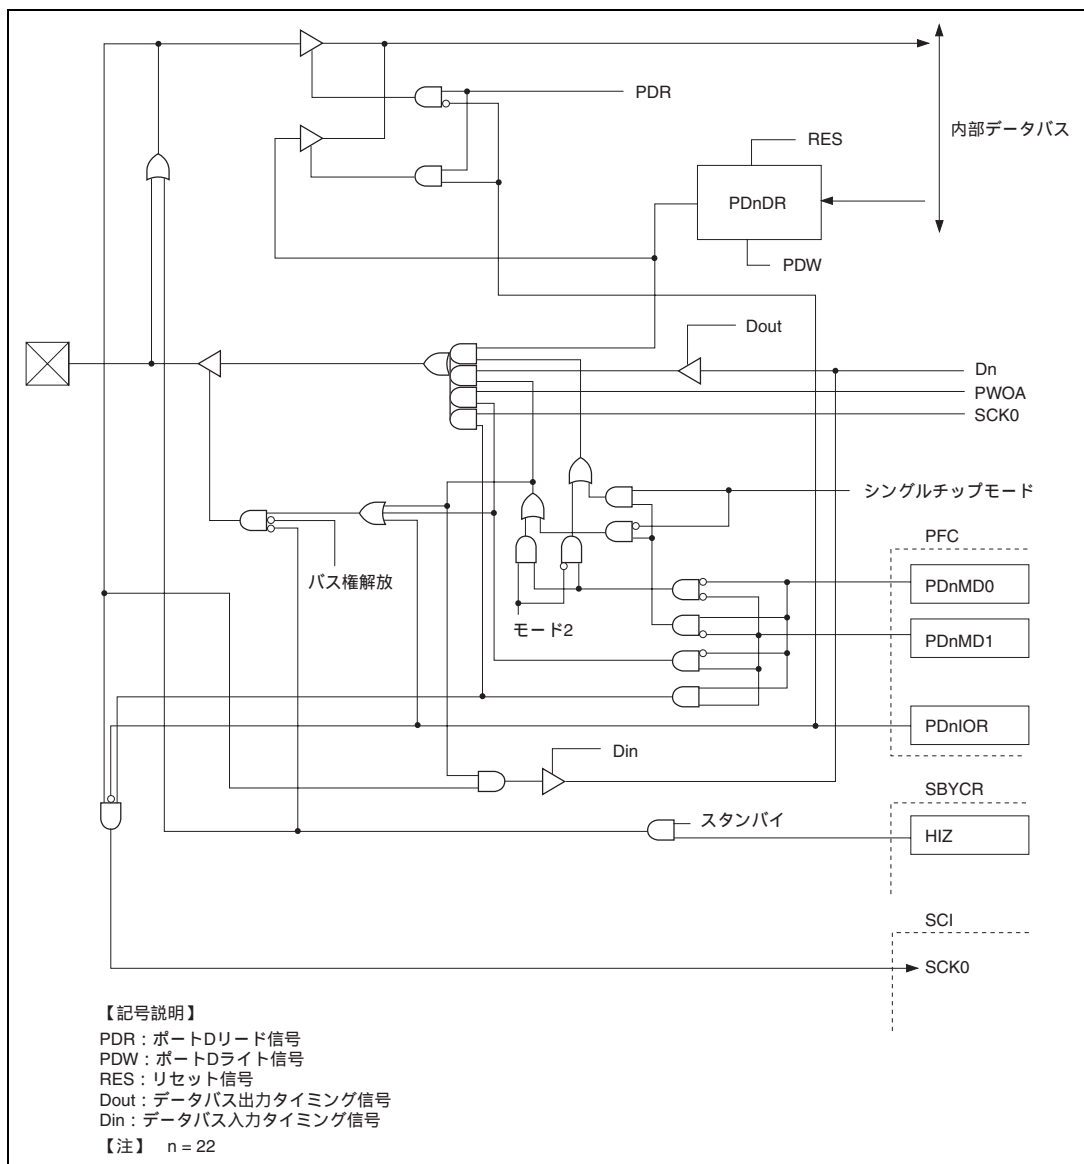 PDR
内部データバス
RES
PDnDR
PDW
Dout
Dn
PWOA
SCK0
シングルチップモード
PFC
バス権解放
PDnMD0
モード2
PDnMD1
PDnIOR
Din
SBYCR
スタンバイ
HIZ
SCI
SCK0
【記号説明】
PDR：ポートDリード信号
PDW：ポートDライト信号
RES：リセット信号
Dout：データバス出力タイミング信号
Din：データバス入力タイミング信号
【注】 n = 22